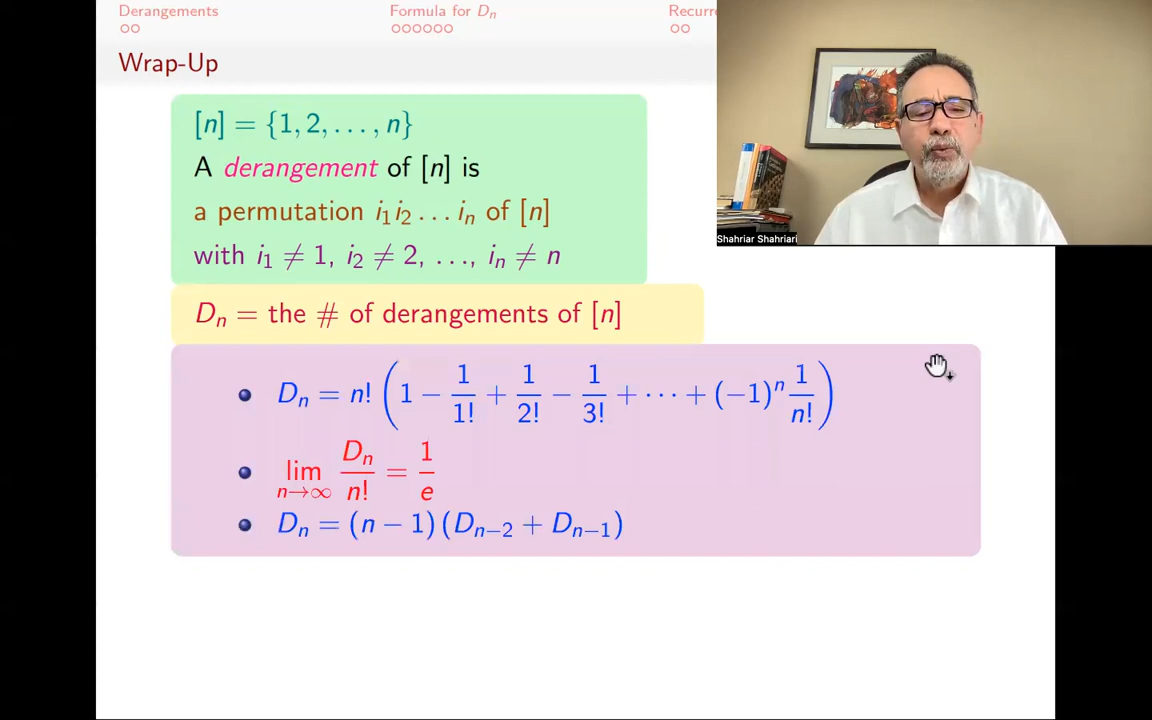 Derangements Formula for Dₙ Recurr
Wrap-Up
[n] = {1, 2, . . . , n}
A derangement of [n] is
a permutation i₁i₂ . . . iₙ of [n]
with i₁ ≠ 1, i₂ ≠ 2, . . ., iₙ ≠ n
Shahriar Shahriari
Dₙ = the # of derangements of [n]
Dₙ = n! (1 − 1/1! + 1/2! − 1/3! + · · · + (−1)ⁿ 1/n!)
lim n→∞ Dₙ/n! = 1/e
Dₙ = (n − 1)(Dₙ₋₂ + Dₙ₋₁)